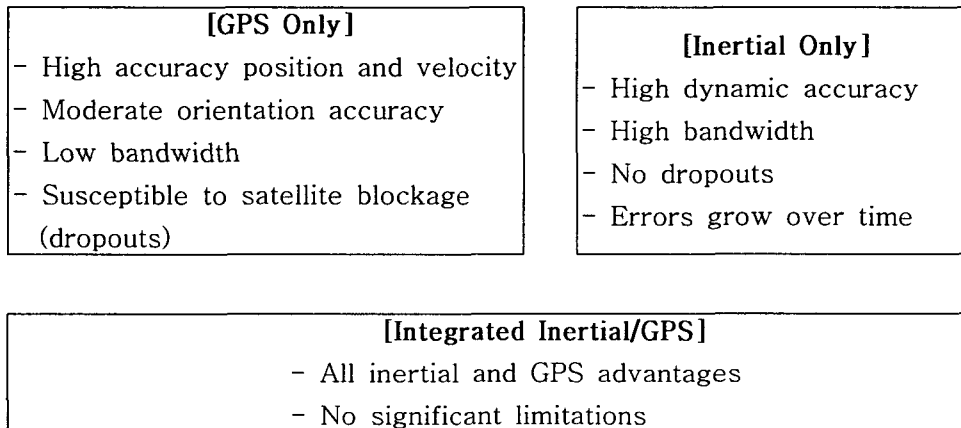 [GPS Only]
- High accuracy position and velocity
- Moderate orientation accuracy
- Low bandwidth
- Susceptible to satellite blockage
(dropouts)
[Inertial Only]
- High dynamic accuracy
- High bandwidth
- No dropouts
- Errors grow over time
[Integrated Inertial/GPS]
- All inertial and GPS advantages
- No significant limitations